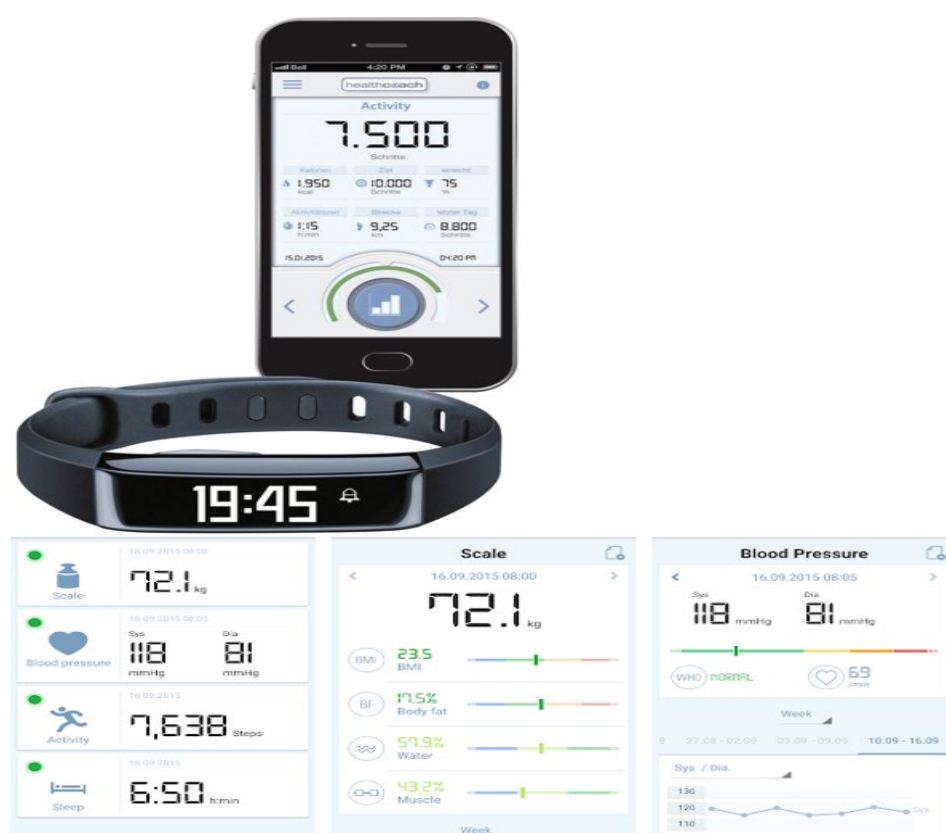 Bell 4:20 PM
healthcoach
Activity
7.500
Schritte
Kalorien Ziel erreicht
1.950 10.000 75
kcal Schritte %
Aktivitätszeit Strecke letzter Tag
1:15 9,25 8.800
h:min km Schritte
15.01.2015 04:20 PM
19:45
16.09.2015 08:00
72.1 kg
Scale
16.09.2015 08:05
Sys Dia
118 81
Blood pressure mmHg mmHg
16.09.2015
7,638 Steps
Activity
16.09.2015
6:50 h:min
Sleep
Scale
< 16.09.2015 08:00 >
72.1 kg
BMI 23.5
BMI
BF 17.5%
Body fat
57.9%
Water
43.2%
Muscle
Week
Blood Pressure
< 16.09.2015 08:05 >
Sys Dia
118 mmHg 81 mmHg
WHO NORMAL 69
/min
Week
27.08 - 02.09 03.09 - 09.09 10.09 - 16.09
Sys. / Dia.
130
120 Sys.
110